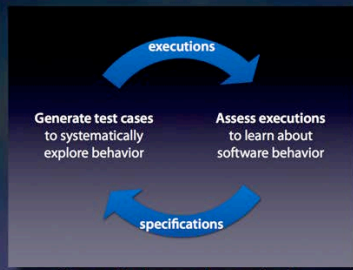 executions
Generate test cases
to systematically
explore behavior
Assess executions
to learn about
software behavior
specifications